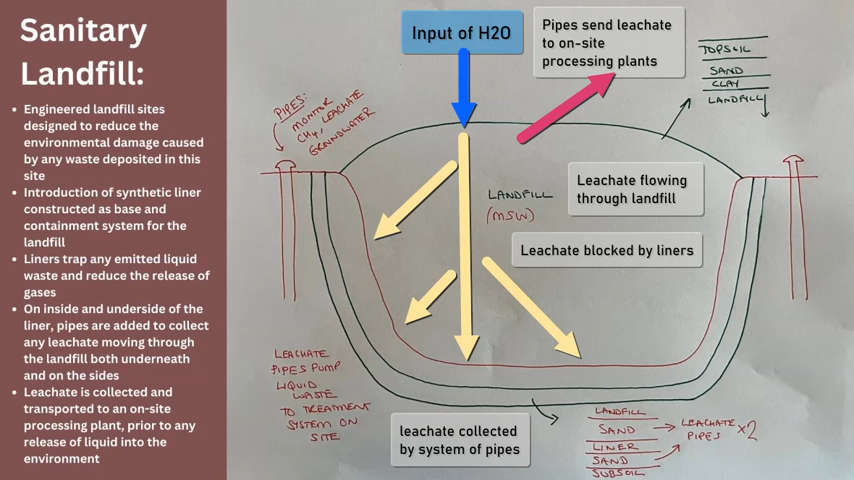 Sanitary
Landfill:
Engineered landfill sites
designed to reduce the
environmental damage caused
by any waste deposited in this
site
Introduction of synthetic liner
constructed as base and
containment system for the
landfill
Liners trap any emitted liquid
waste and reduce the release of
gases
On inside and underside of the
liner, pipes are added to collect
any leachate moving through
the landfill both underneath
and on the sides
Leachate is collected and
transported to an on-site
processing plant, prior to any
release of liquid into the
environment
Input of H2O
Pipes send leachate
to on-site
processing plants
TOPSOIL
SAND
CLAY
LANDFILL
PIPES:
MONITOR
CH4, LEACHATE
GROUNDWATER
LANDFILL
(MSW)
Leachate flowing
through landfill
Leachate blocked by liners
LEACHATE
PIPES PUMP
LIQUID
WASTE
TO TREATMENT
SYSTEM ON
SITE
leachate collected
by system of pipes
LANDFILL
SAND
LINER
SAND
SUBSOIL
LEACHATE
PIPES x2